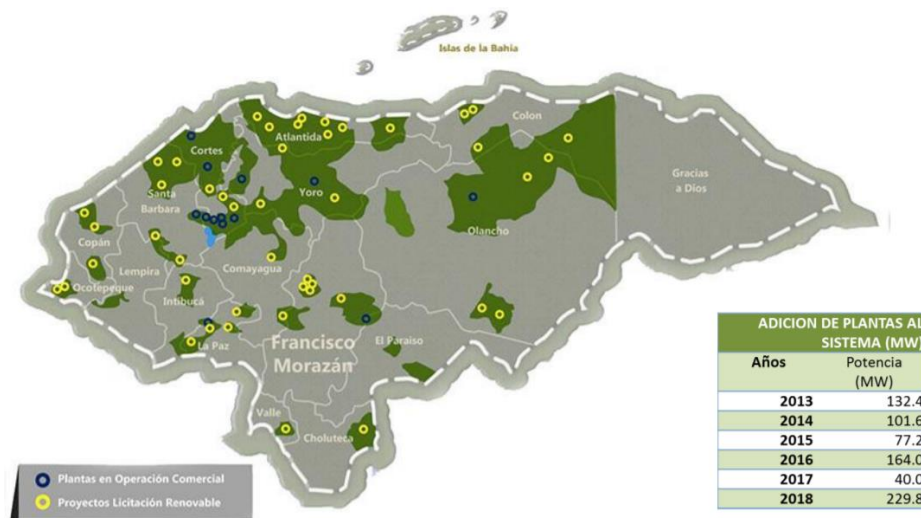 Islas de la Bahía
Colon
Atlantida
Cortes
Gracias
a Dios
Yoro
Santa
Barbara
Olancho
Copán
Comayagua
Lempira
Ocotepeque
Intibucá
La Paz
Francisco
Morazán
El Paraiso
Valle
Choluteca
ADICION DE PLANTAS AL
SISTEMA (MW)
Años Potencia
(MW)
2013 132.4
2014 101.6
2015 77.2
2016 164.0
2017 40.0
2018 229.8
Plantas en Operación Comercial
Proyectos Licitación Renovable